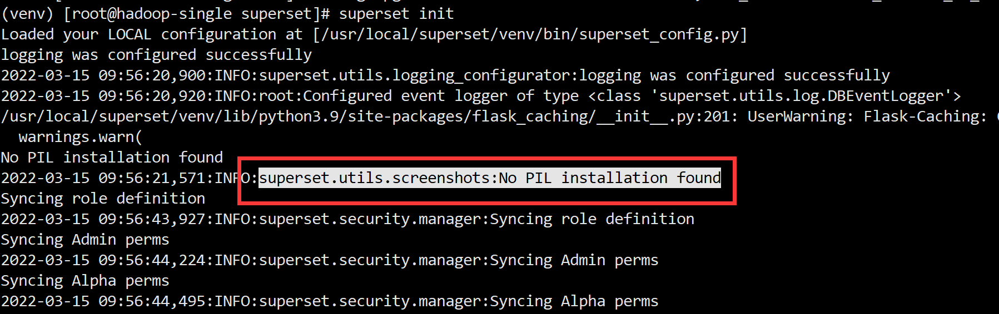 (venv) [root@hadoop-single superset]# superset init
Loaded your LOCAL configuration at [/usr/local/superset/venv/bin/superset_config.py]
logging was configured successfully
2022-03-15 09:56:20,900:INFO:superset.utils.logging_configurator:logging was configured successfully
2022-03-15 09:56:20,920:INFO:root:Configured event logger of type <class 'superset.utils.log.DBEventLogger'>
/usr/local/superset/venv/lib/python3.9/site-packages/flask_caching/__init__.py:201: UserWarning: Flask-Caching:
  warnings.warn(
No PIL installation found
2022-03-15 09:56:21,571:INFO:superset.utils.screenshots:No PIL installation found
Syncing role definition
2022-03-15 09:56:43,927:INFO:superset.security.manager:Syncing role definition
Syncing Admin perms
2022-03-15 09:56:44,224:INFO:superset.security.manager:Syncing Admin perms
Syncing Alpha perms
2022-03-15 09:56:44,495:INFO:superset.security.manager:Syncing Alpha perms